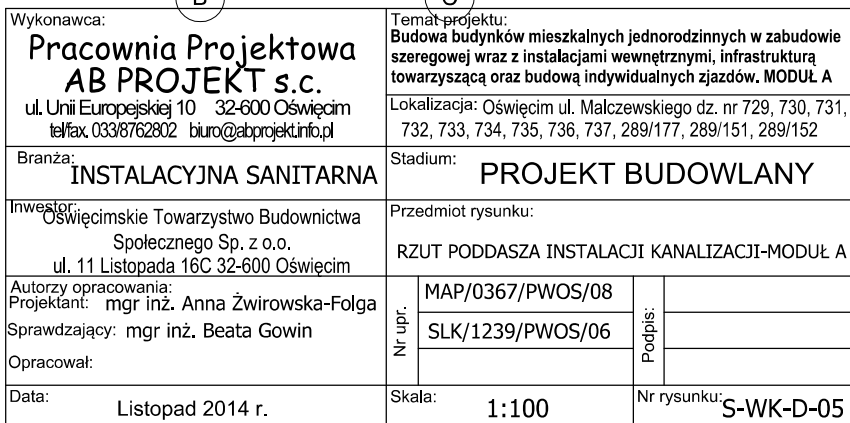 B
C
Wykonawca:
Pracownia Projektowa
AB PROJEKT s.c.
ul. Unii Europejskiej 10 32-600 Oświęcim
tel/fax. 033/8762802 biuro@abprojekt.info.pl
Temat projektu:
Budowa budynków mieszkalnych jednorodzinnych w zabudowie
szeregowej wraz z instalacjami wewnętrznymi, infrastrukturą
towarzyszącą oraz budową indywidualnych zjazdów. MODUŁ A
Lokalizacja: Oświęcim ul. Malczewskiego dz. nr 729, 730, 731,
732, 733, 734, 735, 736, 737, 289/177, 289/151, 289/152
Branża:
INSTALACYJNA SANITARNA
Stadium:
PROJEKT BUDOWLANY
Inwestor:
Oświęcimskie Towarzystwo Budownictwa
Społecznego Sp. z o.o.
ul. 11 Listopada 16C 32-600 Oświęcim
Przedmiot rysunku:
RZUT PODDASZA INSTALACJI KANALIZACJI-MODUŁ A
Autorzy opracowania:
Projektant: mgr inż. Anna Żwirowska-Folga
Sprawdzający: mgr inż. Beata Gowin
Opracował:
Nr upr.
MAP/0367/PWOS/08
SLK/1239/PWOS/06
Podpis:
Data:
Listopad 2014 r.
Skala:
1:100
Nr rysunku:
S-WK-D-05